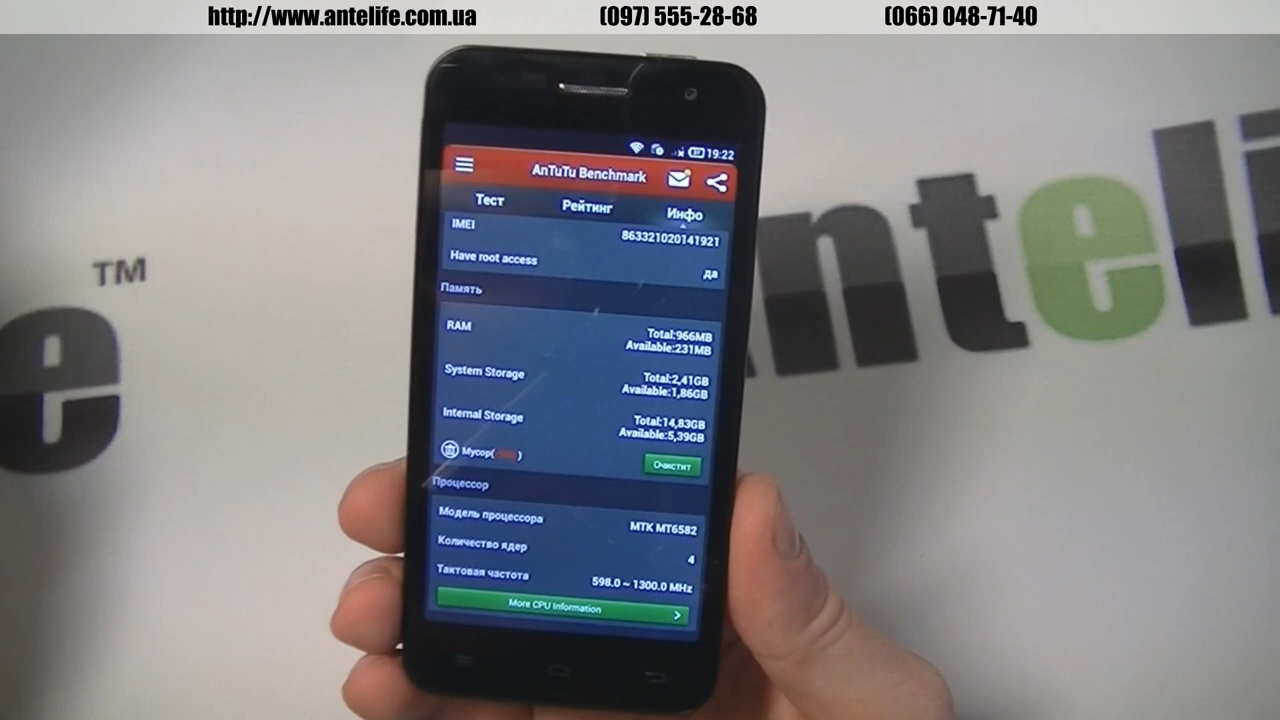 http://www.antelife.com.ua (097) 555-28-68 (066) 048-71-40
19:22
AnTuTu Benchmark
Тест Рейтинг Инфо
IMEI 863321020141921
Have root access да
Память
RAM Total:966MB
Available:231MB
System Storage Total:2,41GB
Available:1,86GB
Internal Storage Total:14,83GB
Available:5,39GB
Мусор( ) Очистит
Процессор
Модель процессора MTK MT6582
Количество ядер 4
Тактовая частота 598.0 ~ 1300.0 MHz
More CPU Information >
TM
e
nteli